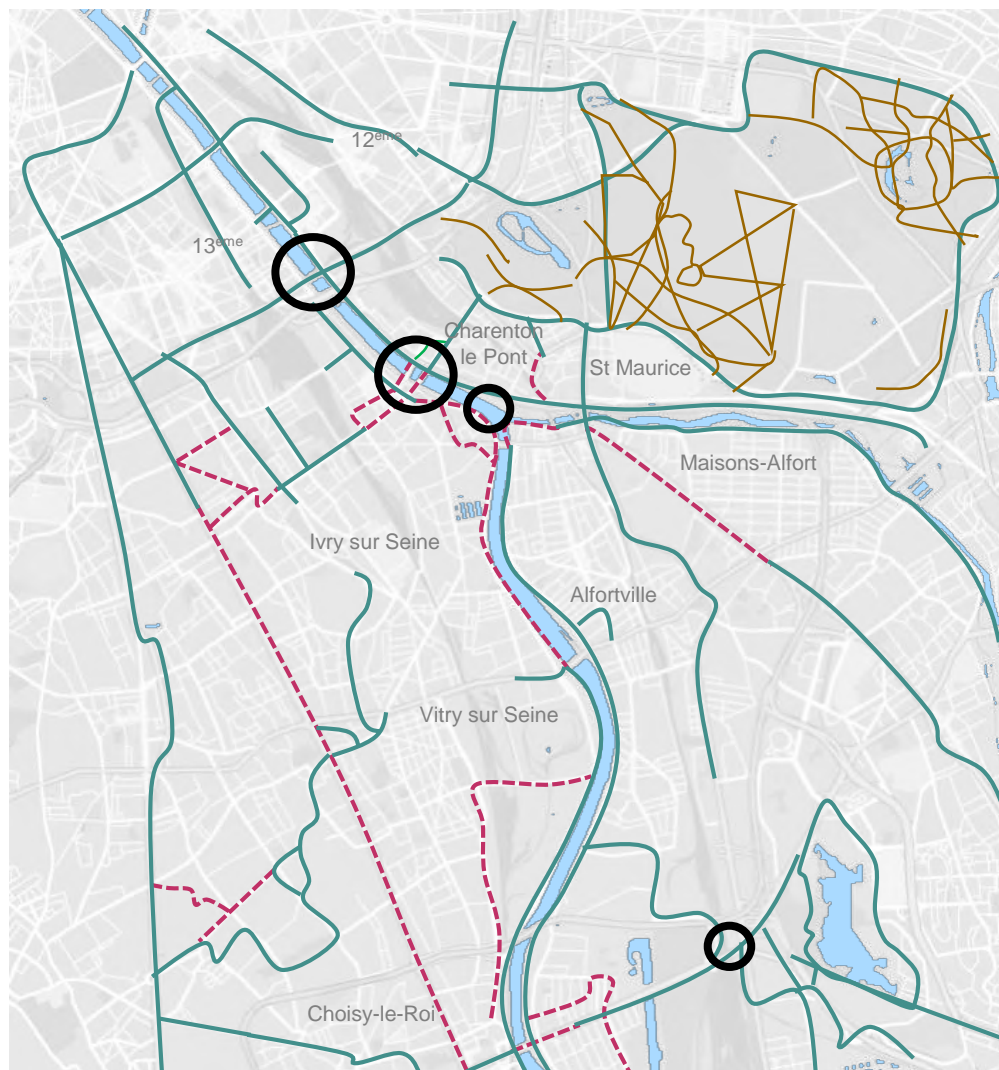 12ème
13ème
Charenton
le Pont
St Maurice
Maisons-Alfort
Ivry sur Seine
Alfortville
Vitry sur Seine
Choisy-le-Roi